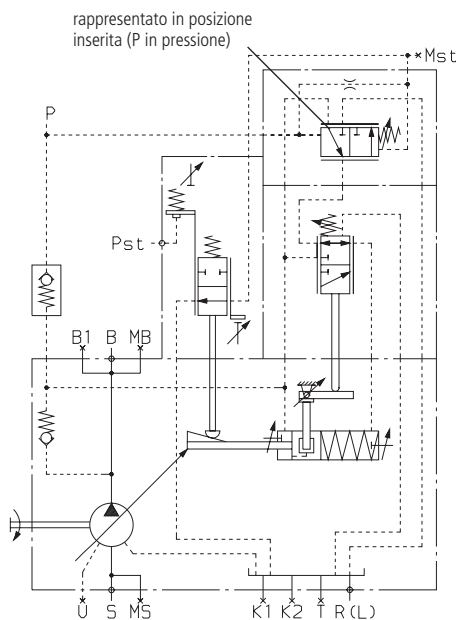 rappresentato in posizione
inserita (P in pressione)
Mst
P
Pst
B1 B MB
U S MS
K1 K2 T R(L)